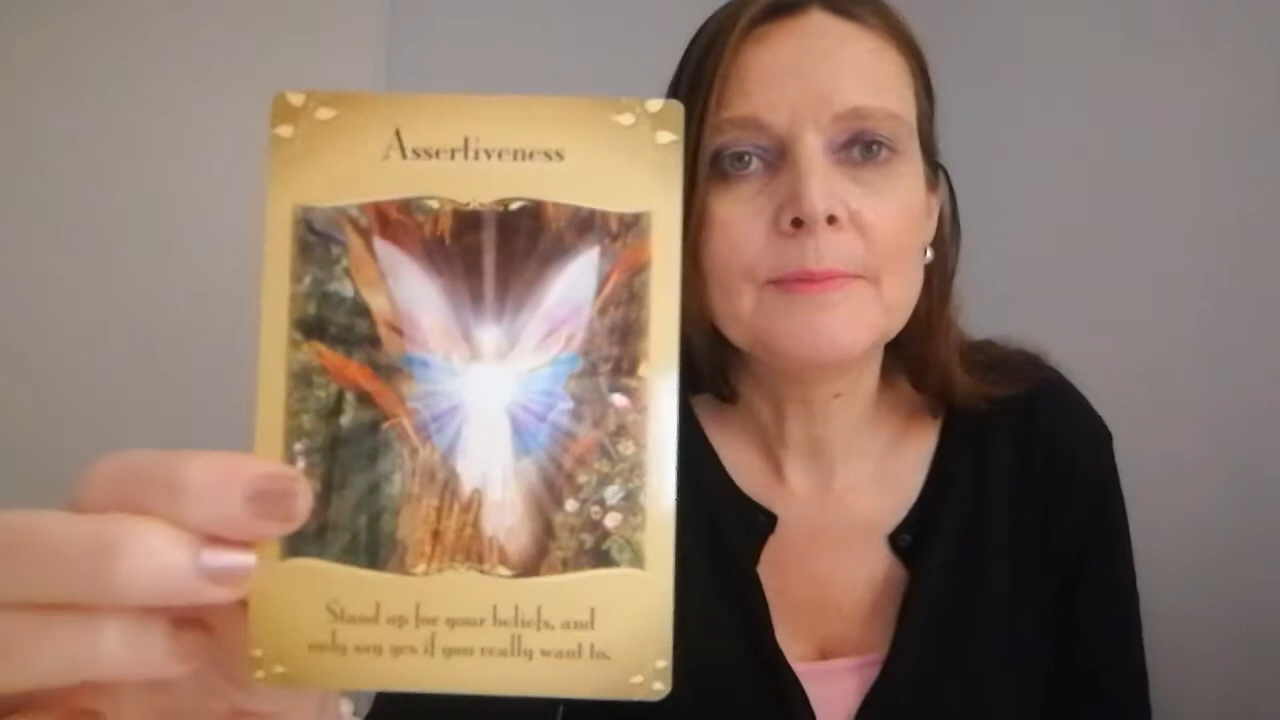 Assertiveness
Stand up for your beliefs, and
only say yes if you really want to.